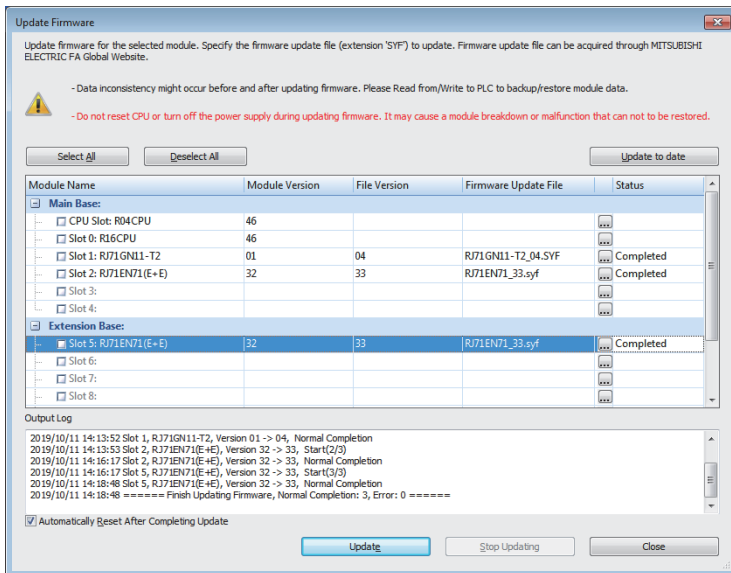 Update Firmware
Update firmware for the selected module. Specify the firmware update file (extension 'SYF') to update. Firmware update file can be acquired through MITSUBISHI
ELECTRIC FA Global Website.
- Data inconsistency might occur before and after updating firmware. Please Read from/Write to PLC to backup/restore module data.
- Do not reset CPU or turn off the power supply during updating firmware. It may cause a module breakdown or malfunction that can not to be restored.
Select All Deselect All Update to date
Module Name Module Version File Version Firmware Update File Status
Main Base:
CPU Slot: R04CPU 46 ...
Slot 0: R16CPU 46 ...
Slot 1: RJ71GN11-T2 01 04 RJ71GN11-T2_04.SYF ... Completed
Slot 2: RJ71EN71(E+E) 32 33 RJ71EN71_33.syf ... Completed
Slot 3: ...
Slot 4: ...
Extension Base:
Slot 5: RJ71EN71(E+E) 32 33 RJ71EN71_33.syf ... Completed
Slot 6: ...
Slot 7: ...
Slot 8: ...
Output Log
2019/10/11 14:13:52 Slot 1, RJ71GN11-T2, Version 01 -> 04, Normal Completion
2019/10/11 14:13:53 Slot 2, RJ71EN71(E+E), Version 32 -> 33, Start(2/3)
2019/10/11 14:16:17 Slot 2, RJ71EN71(E+E), Version 32 -> 33, Normal Completion
2019/10/11 14:16:17 Slot 5, RJ71EN71(E+E), Version 32 -> 33, Start(3/3)
2019/10/11 14:18:48 Slot 5, RJ71EN71(E+E), Version 32 -> 33, Normal Completion
2019/10/11 14:18:48 ====== Finish Updating Firmware, Normal Completion: 3, Error: 0 ======
Automatically Reset After Completing Update
Update Stop Updating Close